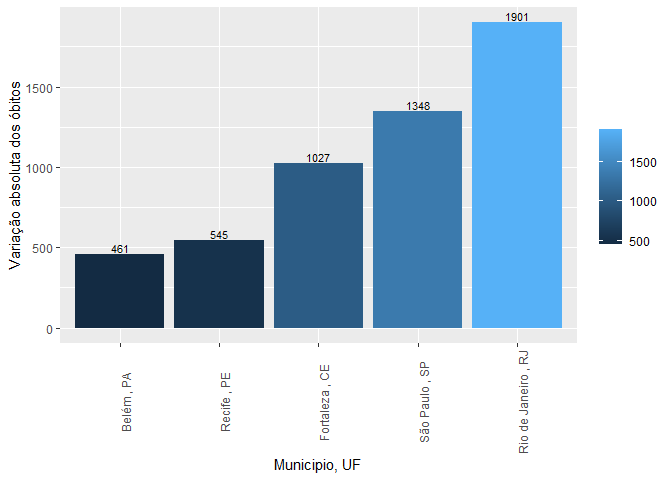 Variação absoluta dos óbitos
1901
1500
1348
1027
1000
545
500
461
0
1500
1000
500
Belém , PA
Recife , PE
Fortaleza , CE
São Paulo , SP
Rio de Janeiro , RJ
Municipio, UF